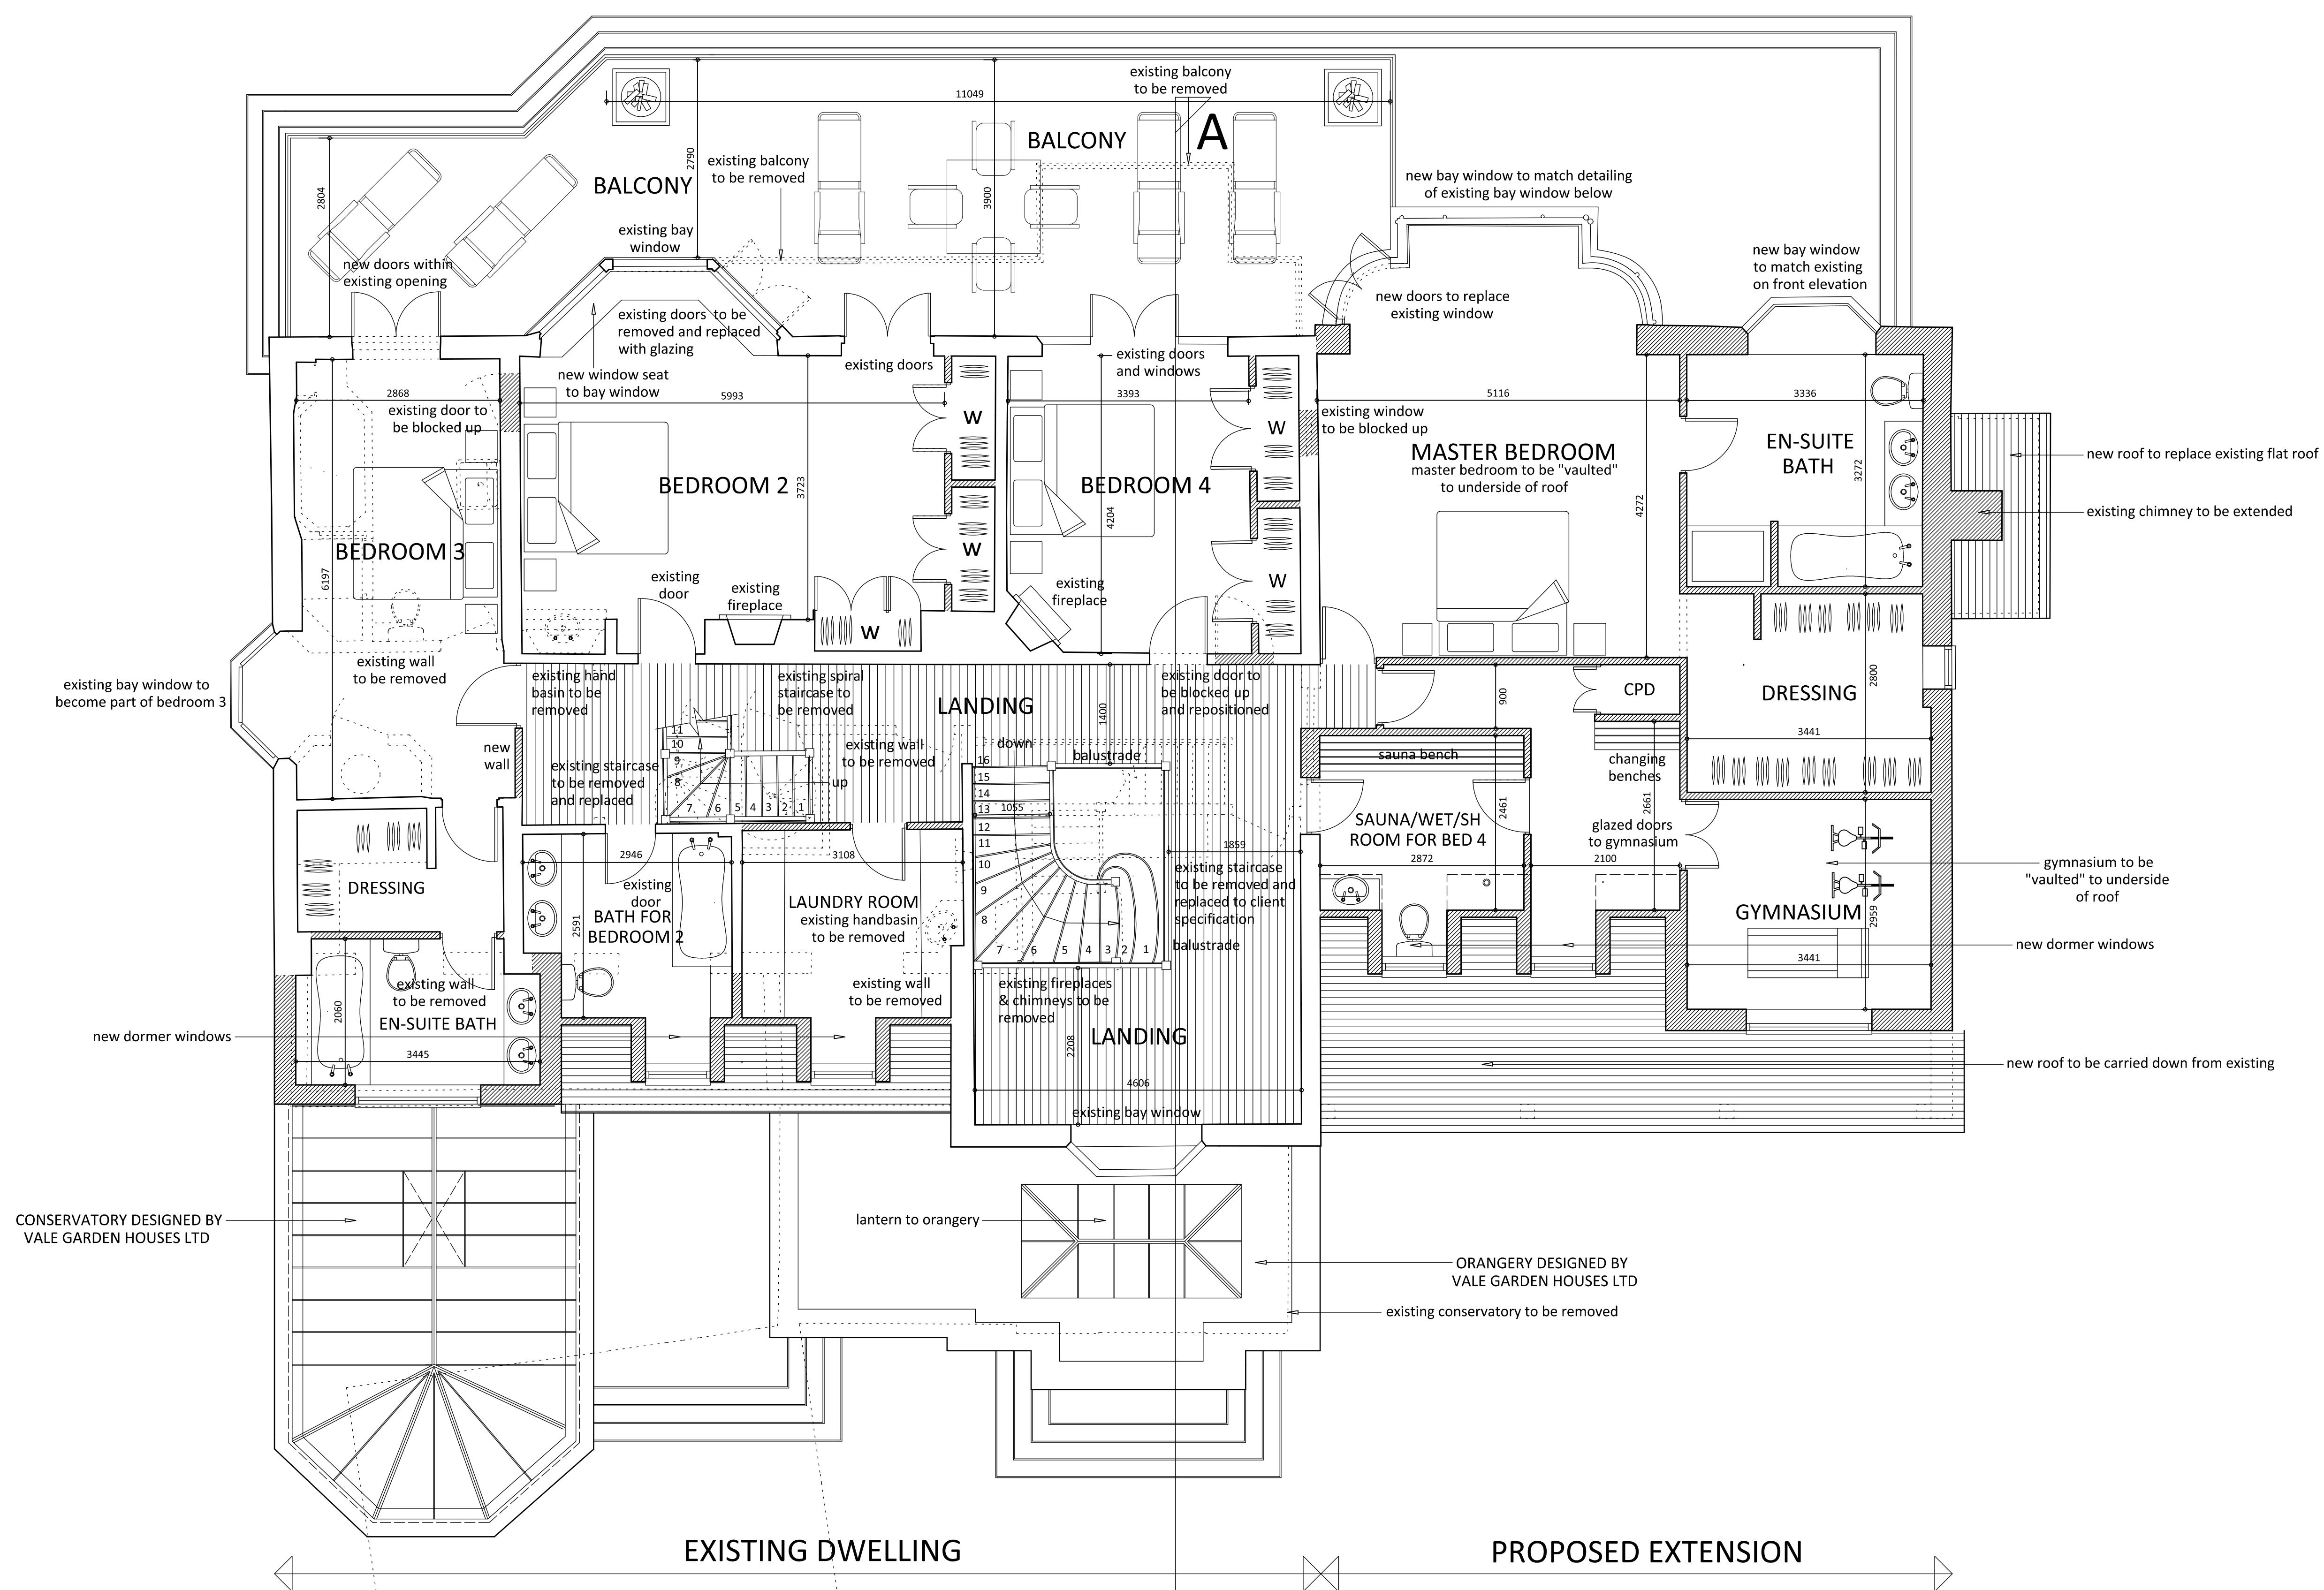 existing balcony
to be removed
11049
A
BALCONY
2790
existing balcony
to be removed
BALCONY
2804
3900
new bay window to match detailing
of existing bay window below
existing bay
window
new bay window
to match existing
on front elevation
new doors within
existing opening
new doors to replace
existing window
existing doors to be
removed and replaced
with glazing
existing doors
existing doors
and windows
new window seat
to bay window
2868
5993
3393
5116
3336
existing door to
be blocked up
W
W
existing window
to be blocked up
MASTER BEDROOM
master bedroom to be "vaulted"
to underside of roof
EN-SUITE
BATH
3272
new roof to replace existing flat roof
BEDROOM 2
3723
BEDROOM 4
4204
4272
existing chimney to be extended
BEDROOM 3
6197
W
W
existing
door
existing
fireplace
existing
fireplace
W
existing wall
to be removed
existing hand
basin to be
removed
existing spiral
staircase to
be removed
existing door to
be blocked up
and repositioned
existing bay window to
become part of bedroom 3
LANDING
1400
900
CPD
DRESSING
2800
new
wall
11
10
9
8
7
6
5
4
3
2
1
existing wall
to be removed
down
balustrade
sauna bench
changing
benches
3441
existing staircase
to be removed
and replaced
up
16
15
14
13
1055
12
11
10
9
8
7
6
5
4
3
2
1
2461
2661
SAUNA/WET/SH
ROOM FOR BED 4
glazed doors
to gymnasium
2946
3108
1859
2872
2100
gymnasium to be
"vaulted" to underside
of roof
DRESSING
existing
door
BATH FOR
BEDROOM 2
2591
LAUNDRY ROOM
existing handbasin
to be removed
existing staircase
to be removed and
replaced to client
specification
balustrade
GYMNASIUM
2959
new dormer windows
3441
existing wall
to be removed
existing wall
to be removed
existing fireplaces
& chimneys to be
removed
2060
EN-SUITE BATH
new dormer windows
3445
LANDING
2208
new roof to be carried down from existing
4606
existing bay window
CONSERVATORY DESIGNED BY
VALE GARDEN HOUSES LTD
lantern to orangery
ORANGERY DESIGNED BY
VALE GARDEN HOUSES LTD
existing conservatory to be removed
EXISTING DWELLING
PROPOSED EXTENSION